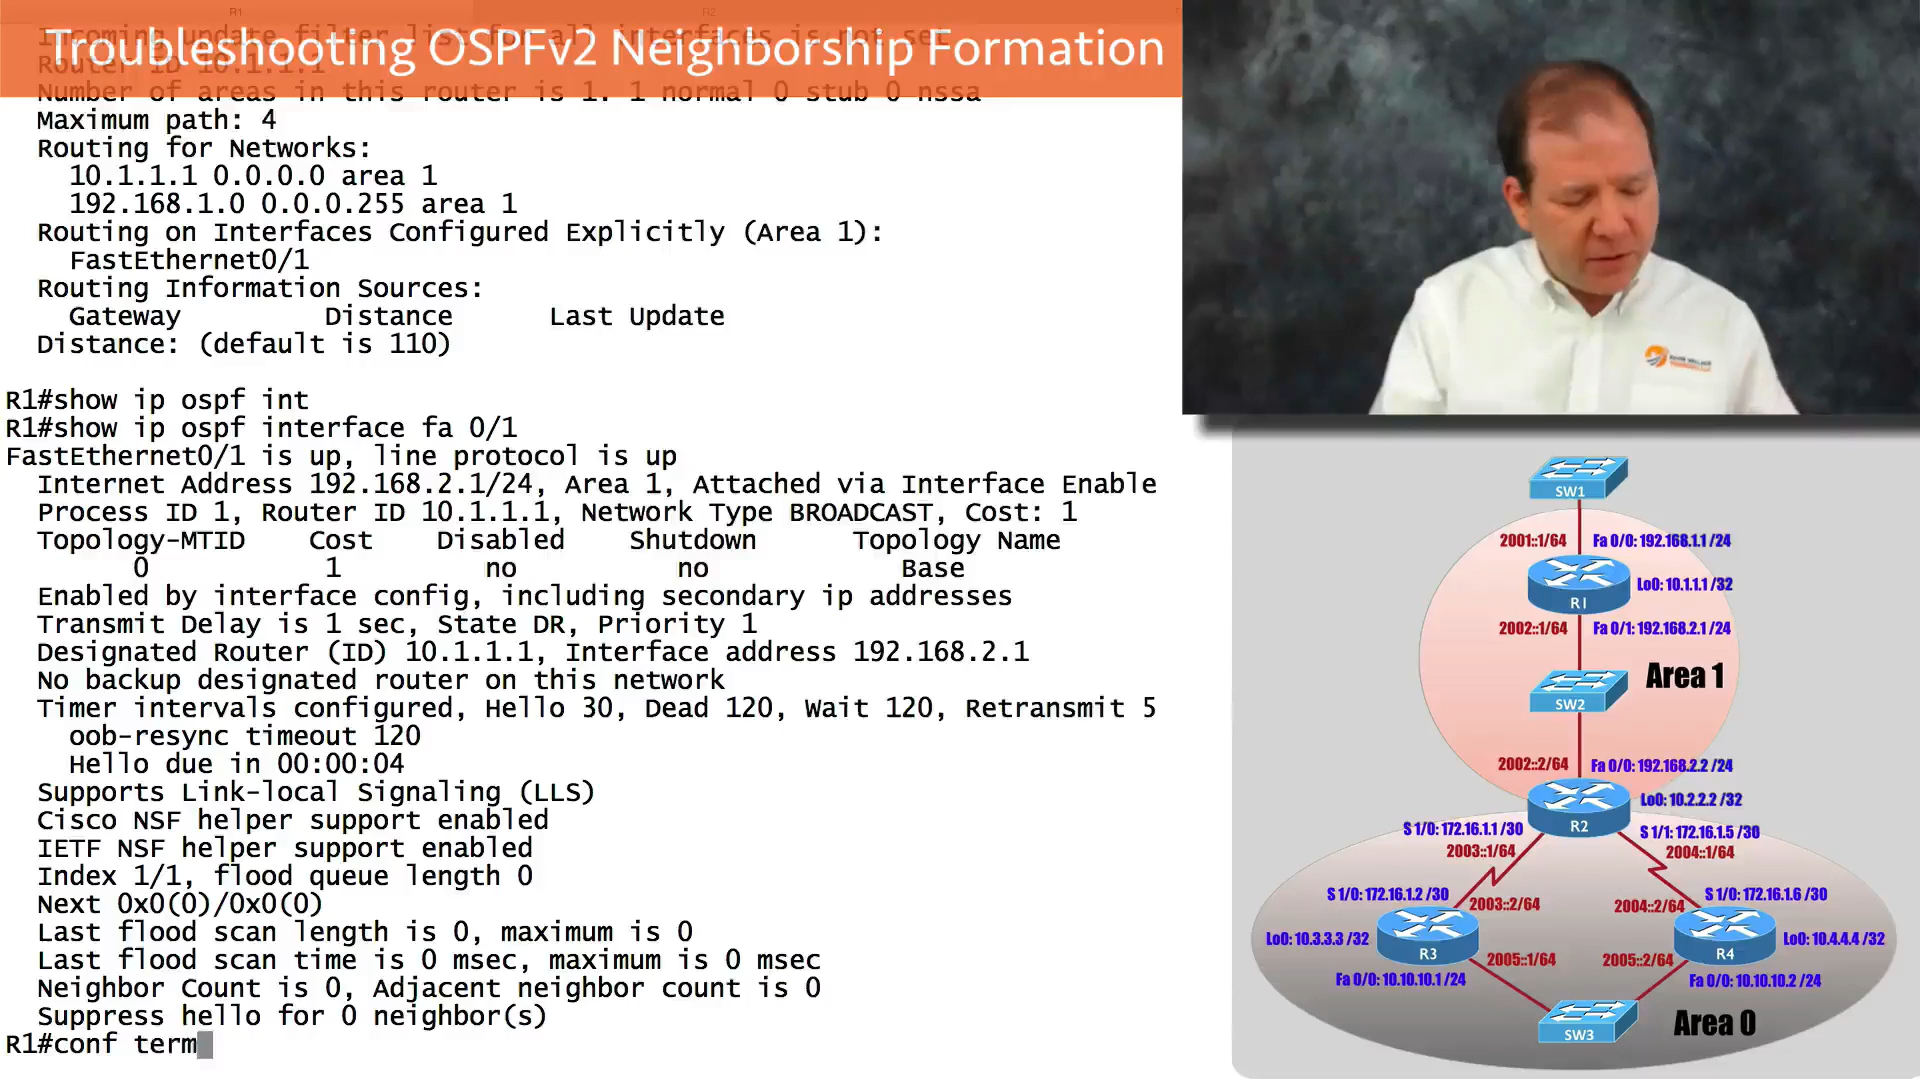 R1
R2
Troubleshooting OSPFv2 Neighborship Formation
Incoming update filter list for all interfaces is not set
Router ID 10.1.1.1
Number of areas in this router is 1. 1 normal 0 stub 0 nssa
Maximum path: 4
Routing for Networks:
10.1.1.1 0.0.0.0 area 1
192.168.1.0 0.0.0.255 area 1
Routing on Interfaces Configured Explicitly (Area 1):
FastEthernet0/1
Routing Information Sources:
Gateway Distance Last Update
Distance: (default is 110)
R1#show ip ospf int
R1#show ip ospf interface fa 0/1
FastEthernet0/1 is up, line protocol is up
Internet Address 192.168.2.1/24, Area 1, Attached via Interface Enable
Process ID 1, Router ID 10.1.1.1, Network Type BROADCAST, Cost: 1
Topology-MTID Cost Disabled Shutdown Topology Name
0 1 no no Base
Enabled by interface config, including secondary ip addresses
Transmit Delay is 1 sec, State DR, Priority 1
Designated Router (ID) 10.1.1.1, Interface address 192.168.2.1
No backup designated router on this network
Timer intervals configured, Hello 30, Dead 120, Wait 120, Retransmit 5
oob-resync timeout 120
Hello due in 00:00:04
Supports Link-local Signaling (LLS)
Cisco NSF helper support enabled
IETF NSF helper support enabled
Index 1/1, flood queue length 0
Next 0x0(0)/0x0(0)
Last flood scan length is 0, maximum is 0
Last flood scan time is 0 msec, maximum is 0 msec
Neighbor Count is 0, Adjacent neighbor count is 0
Suppress hello for 0 neighbor(s)
R1#conf term
SW1
2001::1/64 Fa 0/0: 192.168.1.1 /24
Lo0: 10.1.1.1 /32
R1
2002::1/64 Fa 0/1: 192.168.2.1 /24
Area 1
SW2
2002::2/64 Fa 0/0: 192.168.2.2 /24
Lo0: 10.2.2.2 /32
R2
S 1/0: 172.16.1.1 /30 S 1/1: 172.16.1.5 /30
2003::1/64 2004::1/64
S 1/0: 172.16.1.2 /30 S 1/0: 172.16.1.6 /30
2003::2/64 2004::2/64
Lo0: 10.3.3.3 /32 Lo0: 10.4.4.4 /32
R3 R4
2005::1/64 2005::2/64
Fa 0/0: 10.10.10.1 /24 Fa 0/0: 10.10.10.2 /24
Area 0
SW3